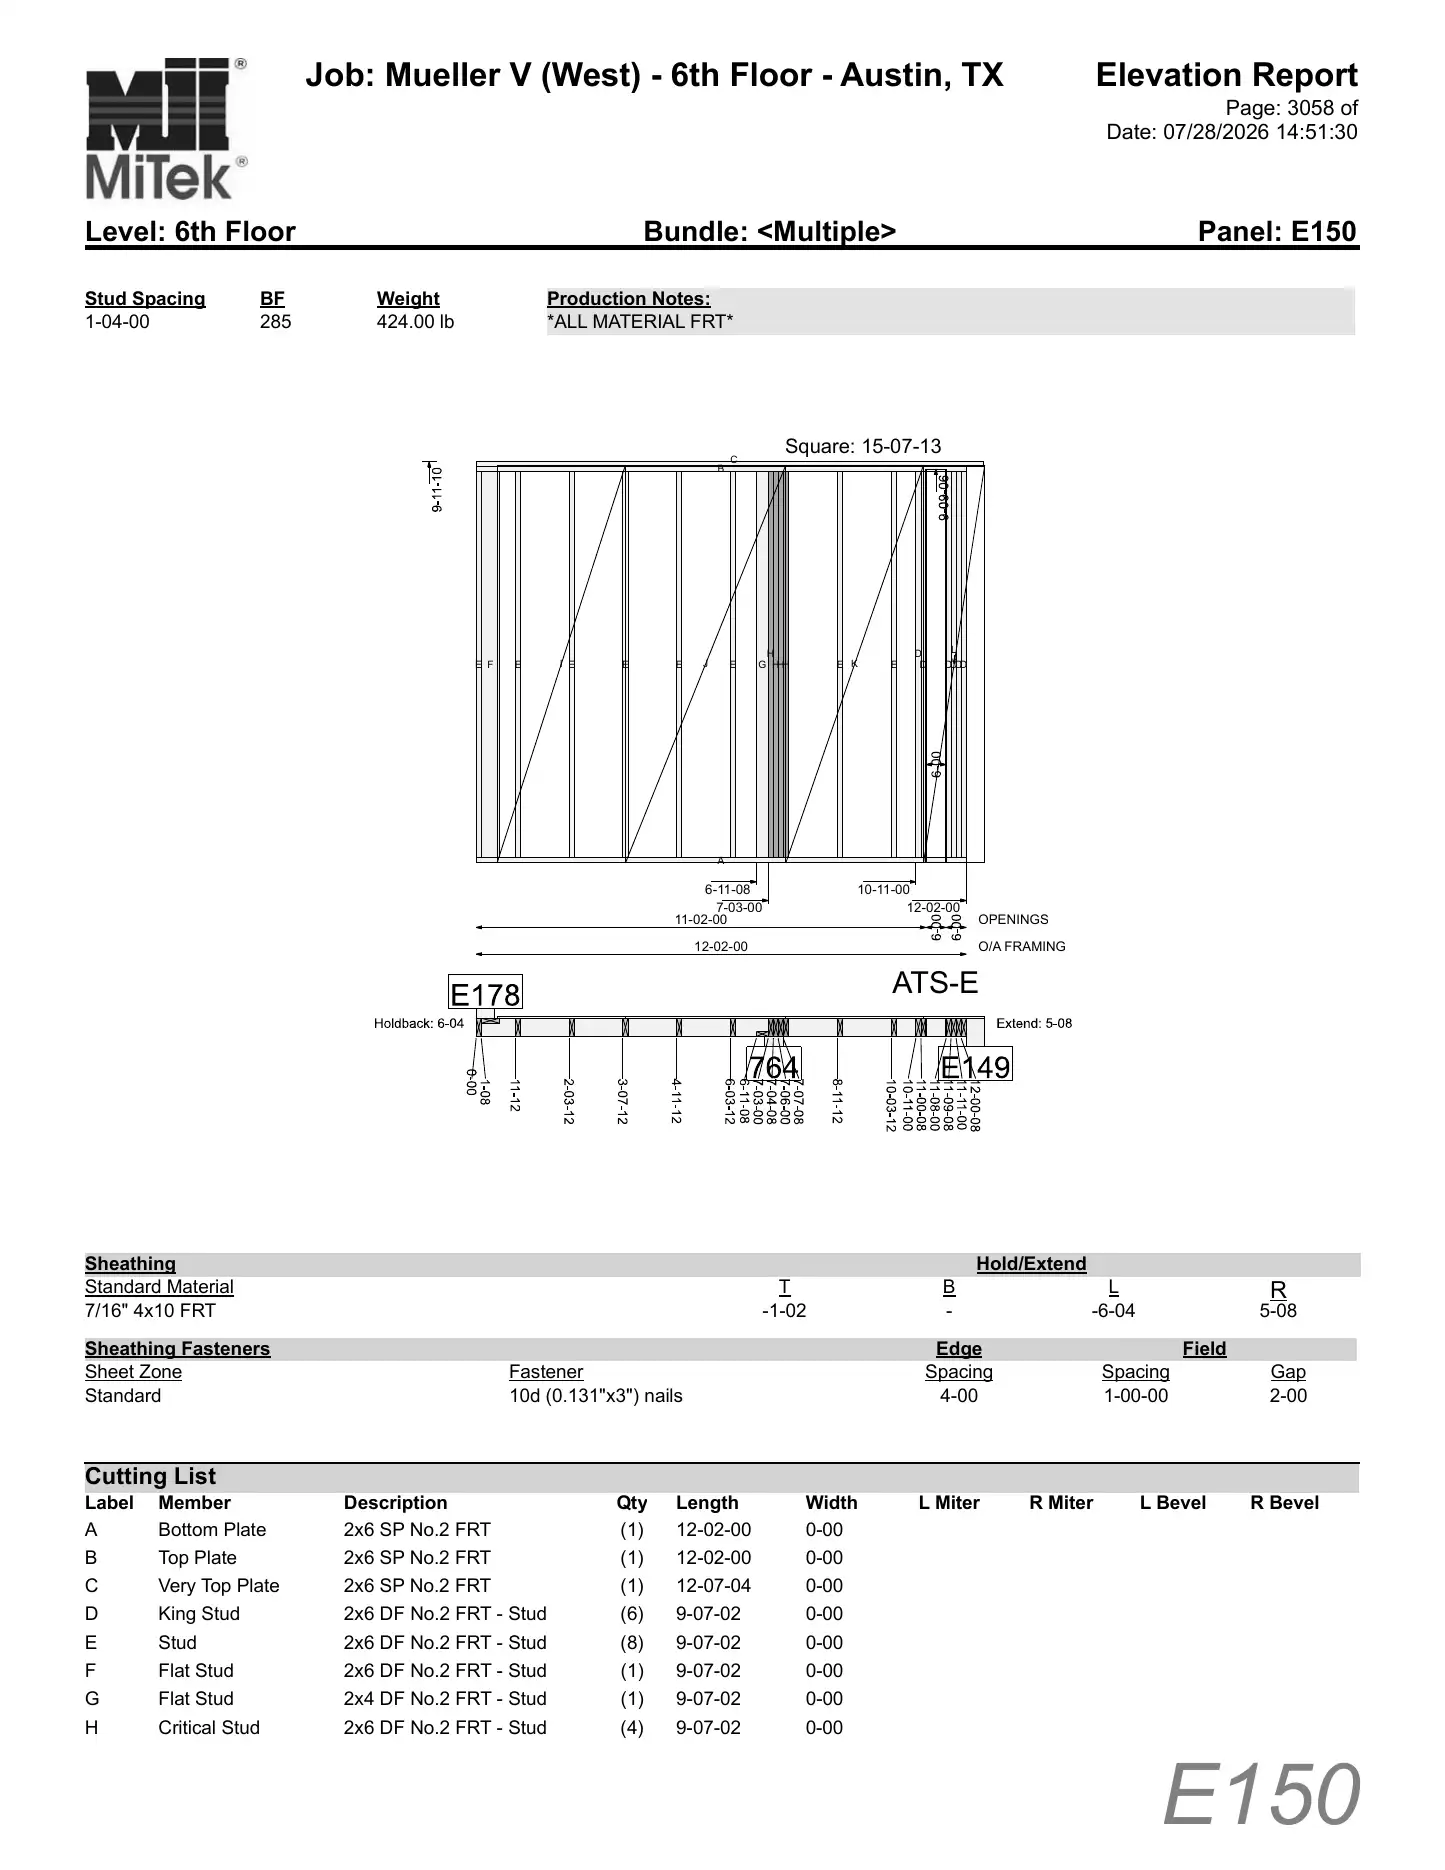 Job: Mueller V (West) - 6th Floor - Austin, TX
Elevation Report
Page: 3058 of
Date: 07/28/2026 14:51:30
MiTek®
Level: 6th Floor Bundle: <Multiple> Panel: E150
Stud Spacing BF Weight Production Notes:
1-04-00 285 424.00 lb *ALL MATERIAL FRT*
Square: 15-07-13
C
B
9-11-10
9-09-06
H D L
E F E I E E E J E G H H E K E D D D D
9-00
A
6-11-08 10-11-00
7-03-00 12-02-00
11-02-00 9-00 9-00 OPENINGS
12-02-00 O/A FRAMING
ATS-E
E178
Holdback: 6-04 Extend: 5-08
764 E149
0-00 1-08 11-12 2-03-12 3-07-12 4-11-12 6-03-12 6-11-08 7-03-00 7-04-08 7-06-00 7-07-08 8-11-12 10-03-12 10-11-00 11-00-08 11-08-00 11-09-08 11-11-00 12-00-08
Sheathing Hold/Extend
Standard Material T B L R
7/16" 4x10 FRT -1-02 - -6-04 5-08
Sheathing Fasteners Edge Field
Sheet Zone Fastener Spacing Spacing Gap
Standard 10d (0.131"x3") nails 4-00 1-00-00 2-00
Cutting List
Label Member Description Qty Length Width L Miter R Miter L Bevel R Bevel
A Bottom Plate 2x6 SP No.2 FRT (1) 12-02-00 0-00
B Top Plate 2x6 SP No.2 FRT (1) 12-02-00 0-00
C Very Top Plate 2x6 SP No.2 FRT (1) 12-07-04 0-00
D King Stud 2x6 DF No.2 FRT - Stud (6) 9-07-02 0-00
E Stud 2x6 DF No.2 FRT - Stud (8) 9-07-02 0-00
F Flat Stud 2x6 DF No.2 FRT - Stud (1) 9-07-02 0-00
G Flat Stud 2x4 DF No.2 FRT - Stud (1) 9-07-02 0-00
H Critical Stud 2x6 DF No.2 FRT - Stud (4) 9-07-02 0-00
E150